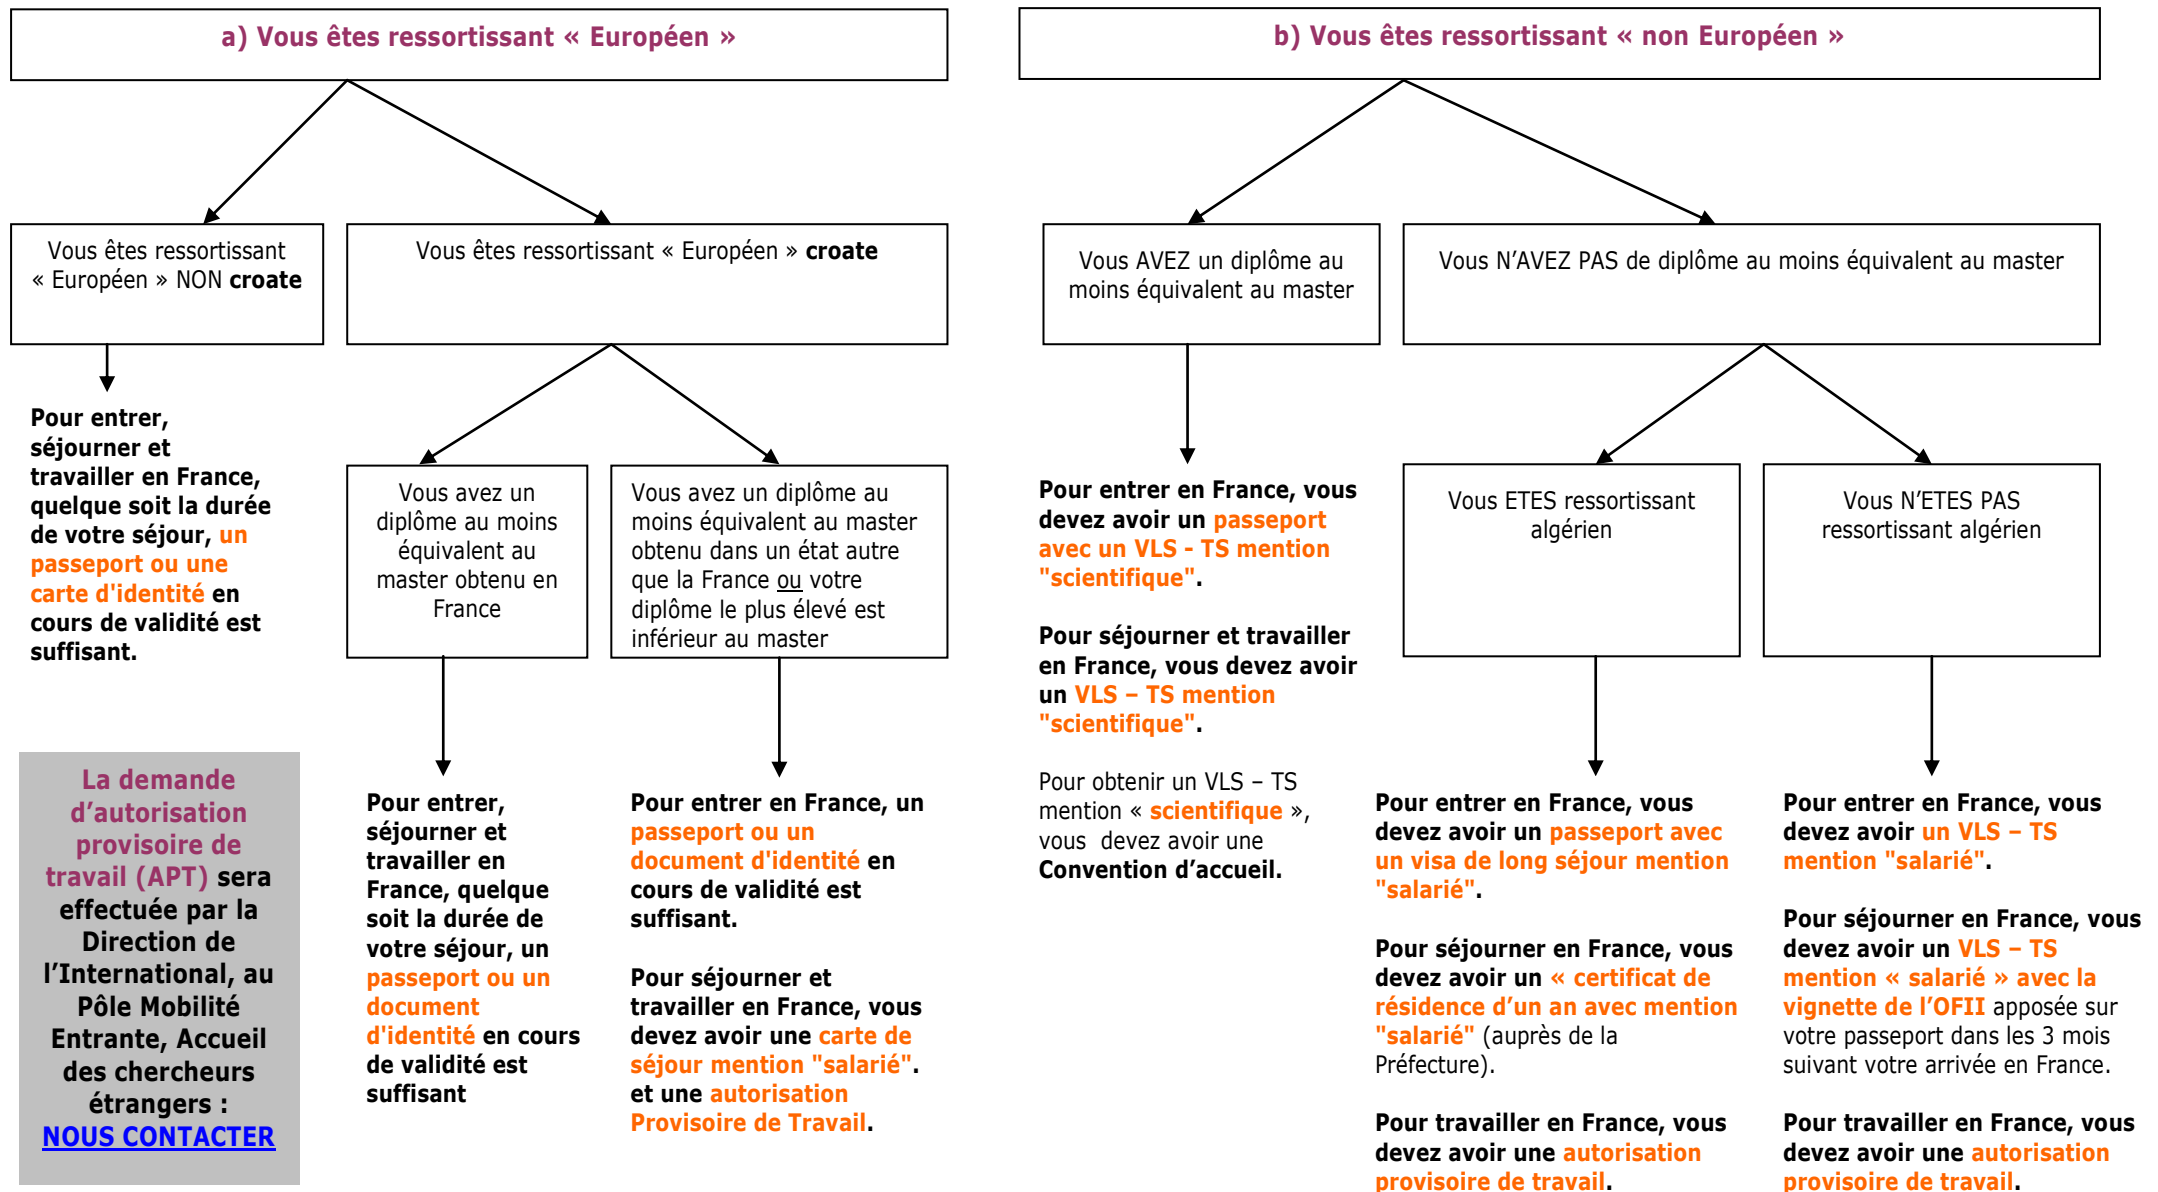 a) Vous êtes ressortissant « Européen »
Vous êtes ressortissant
« Européen » NON croate
Vous êtes ressortissant « Européen » croate
Pour entrer,
séjourner et
travailler en France,
quelque soit la durée
de votre séjour, un
passeport ou une
carte d'identité en
cours de validité est
suffisant.
Vous avez un
diplôme au moins
équivalent au
master obtenu en
France
Vous avez un diplôme au
moins équivalent au master
obtenu dans un état autre
que la France ou votre
diplôme le plus élevé est
inférieur au master
La demande
d’autorisation
provisoire de
travail (APT) sera
effectuée par la
Direction de
l’International, au
Pôle Mobilité
Entrante, Accueil
des chercheurs
étrangers :
NOUS CONTACTER
Pour entrer,
séjourner et
travailler en
France, quelque
soit la durée de
votre séjour, un
passeport ou un
document
d'identité en cours
de validité est
suffisant
Pour entrer en France, un
passeport ou un
document d'identité en
cours de validité est
suffisant.
Pour séjourner et
travailler en France, vous
devez avoir une carte de
séjour mention "salarié".
et une autorisation
Provisoire de Travail.
b) Vous êtes ressortissant « non Européen »
Vous AVEZ un diplôme au
moins équivalent au master
Vous N’AVEZ PAS de diplôme au moins équivalent au master
Pour entrer en France, vous
devez avoir un passeport
avec un VLS - TS mention
"scientifique".
Pour séjourner et travailler
en France, vous devez avoir
un VLS – TS mention
"scientifique".
Pour obtenir un VLS – TS
mention « scientifique »,
vous devez avoir une
Convention d’accueil.
Vous ETES ressortissant
algérien
Vous N’ETES PAS
ressortissant algérien
Pour entrer en France, vous
devez avoir un passeport avec
un visa de long séjour mention
"salarié".
Pour séjourner en France, vous
devez avoir un « certificat de
résidence d’un an avec mention
"salarié" (auprès de la
Préfecture).
Pour travailler en France, vous
devez avoir une autorisation
provisoire de travail.
Pour entrer en France, vous
devez avoir un VLS – TS
mention "salarié".
Pour séjourner en France, vous
devez avoir un VLS – TS
mention « salarié » avec la
vignette de l’OFII apposée sur
votre passeport dans les 3 mois
suivant votre arrivée en France.
Pour travailler en France, vous
devez avoir une autorisation
provisoire de travail.